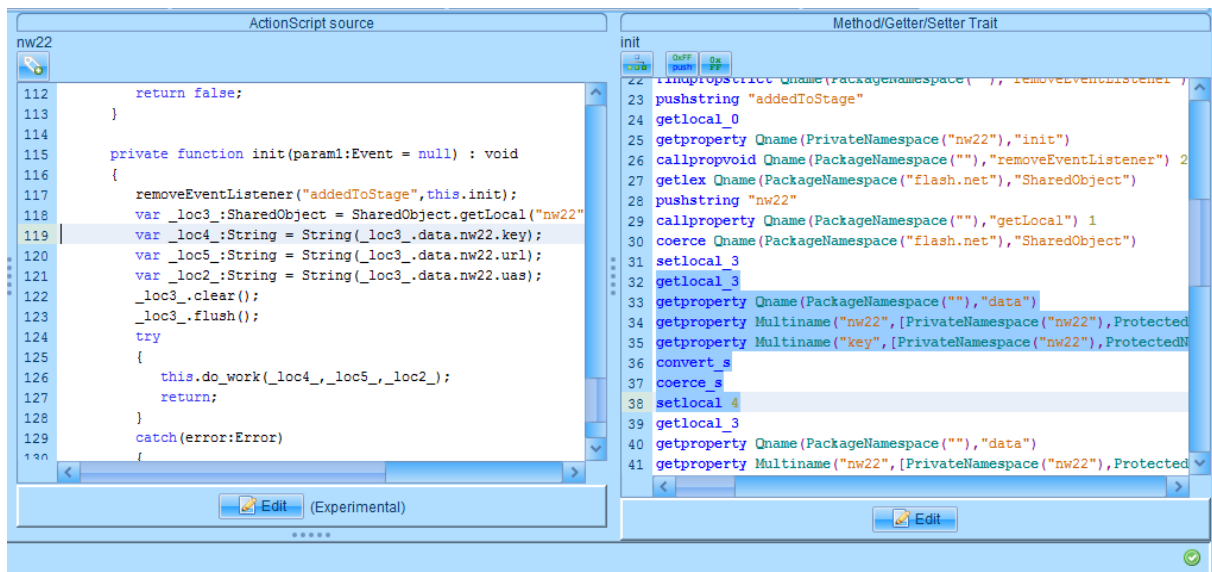 ActionScript source
nw22
112 return false;
113 }
114
115 private function init(param1:Event = null) : void
116 {
117 removeEventListener("addedToStage",this.init);
118 var _loc3_:SharedObject = SharedObject.getLocal("nw22"
119 var _loc4_:String = String(_loc3_.data.nw22.key);
120 var _loc5_:String = String(_loc3_.data.nw22.url);
121 var _loc2_:String = String(_loc3_.data.nw22.uas);
122 _loc3_.clear();
123 _loc3_.flush();
124 try
125 {
126 this.do_work(_loc4_,_loc5_,_loc2_);
127 return;
128 }
129 catch(error:Error)
130 {
Edit (Experimental)
Method/Getter/Setter Trait
init
0xFF push 0x FF
22 findpropstrict Qname(PackageNamespace(""),"removeEventListener")
23 pushstring "addedToStage"
24 getlocal_0
25 getproperty Qname(PrivateNamespace("nw22"),"init")
26 callpropvoid Qname(PackageNamespace(""),"removeEventListener") 2
27 getlex Qname(PackageNamespace("flash.net"),"SharedObject")
28 pushstring "nw22"
29 callproperty Qname(PackageNamespace(""),"getLocal") 1
30 coerce Qname(PackageNamespace("flash.net"),"SharedObject")
31 setlocal_3
32 getlocal_3
33 getproperty Qname(PackageNamespace(""),"data")
34 getproperty Multiname("nw22",[PrivateNamespace("nw22"),Protected
35 getproperty Multiname("key",[PrivateNamespace("nw22"),ProtectedN
36 convert_s
37 coerce_s
38 setlocal 4
39 getlocal_3
40 getproperty Qname(PackageNamespace(""),"data")
41 getproperty Multiname("nw22",[PrivateNamespace("nw22"),Protected
Edit